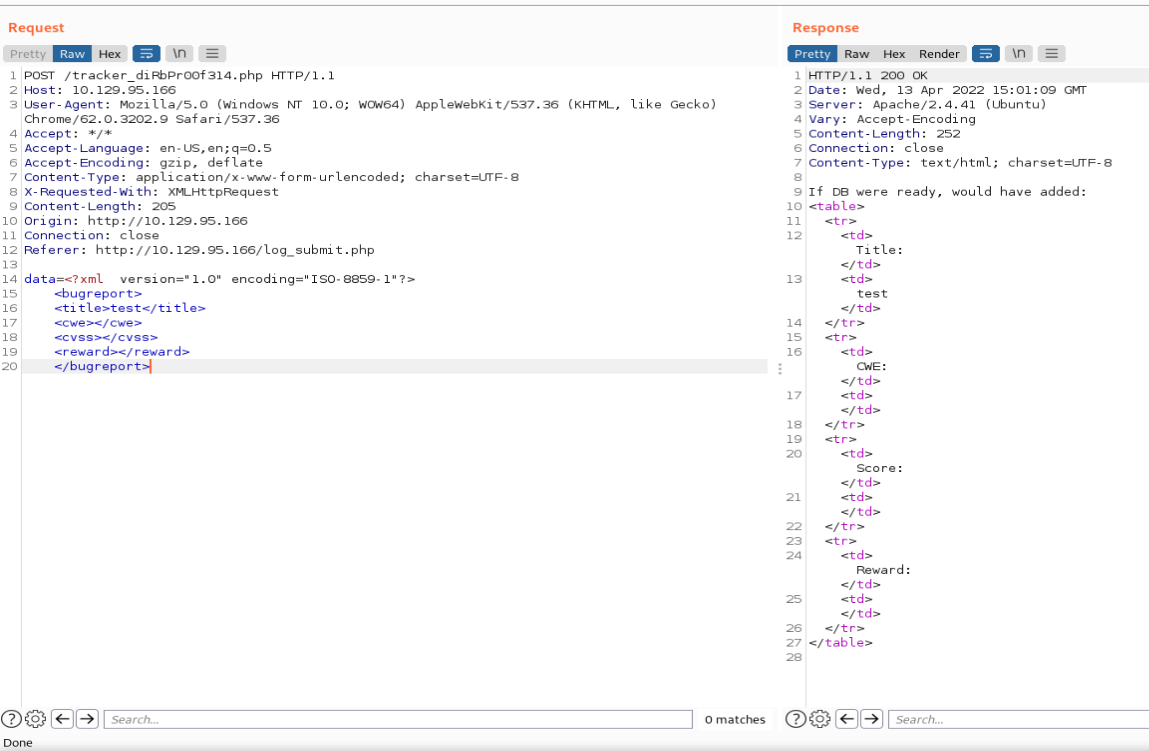 Request
Pretty Raw Hex \n
1 POST /tracker_diRbPr00f314.php HTTP/1.1
2 Host: 10.129.95.166
3 User-Agent: Mozilla/5.0 (Windows NT 10.0; WOW64) AppleWebKit/537.36 (KHTML, like Gecko)
Chrome/62.0.3202.9 Safari/537.36
4 Accept: */*
5 Accept-Language: en-US,en;q=0.5
6 Accept-Encoding: gzip, deflate
7 Content-Type: application/x-www-form-urlencoded; charset=UTF-8
8 X-Requested-With: XMLHttpRequest
9 Content-Length: 205
10 Origin: http://10.129.95.166
11 Connection: close
12 Referer: http://10.129.95.166/log_submit.php
13
14 data=<?xml  version="1.0" encoding="ISO-8859-1"?>
15     <bugreport>
16     <title>test</title>
17     <cwe></cwe>
18     <cvss></cvss>
19     <reward></reward>
20     </bugreport>
? Search... 0 matches
Done
Response
Pretty Raw Hex Render \n
1 HTTP/1.1 200 OK
2 Date: Wed, 13 Apr 2022 15:01:09 GMT
3 Server: Apache/2.4.41 (Ubuntu)
4 Vary: Accept-Encoding
5 Content-Length: 252
6 Connection: close
7 Content-Type: text/html; charset=UTF-8
8
9 If DB were ready, would have added:
10 <table>
11   <tr>
12     <td>
Title:
</td>
13     <td>
test
</td>
14   </tr>
15   <tr>
16     <td>
CWE:
</td>
17     <td>
</td>
18   </tr>
19   <tr>
20     <td>
Score:
</td>
21     <td>
</td>
22   </tr>
23   <tr>
24     <td>
Reward:
</td>
25     <td>
</td>
26   </tr>
27 </table>
28
? Search...